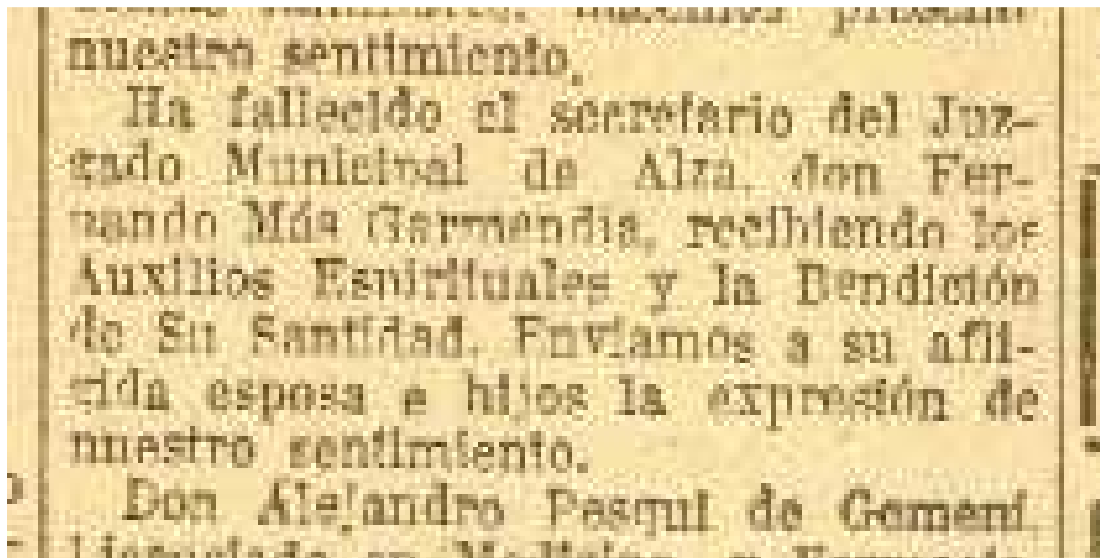 nuestro sentimiento.
Ha fallecido el secretario del Juz-
gado Municipal de Alza, don Fer-
nando Más Garmendia, recibiendo los
Auxilios Espirituales y la Bendición
de Su Santidad. Enviamos a su afli-
gida esposa e hijos la expresión de
nuestro sentimiento.
Don Alejandro Pasquí de